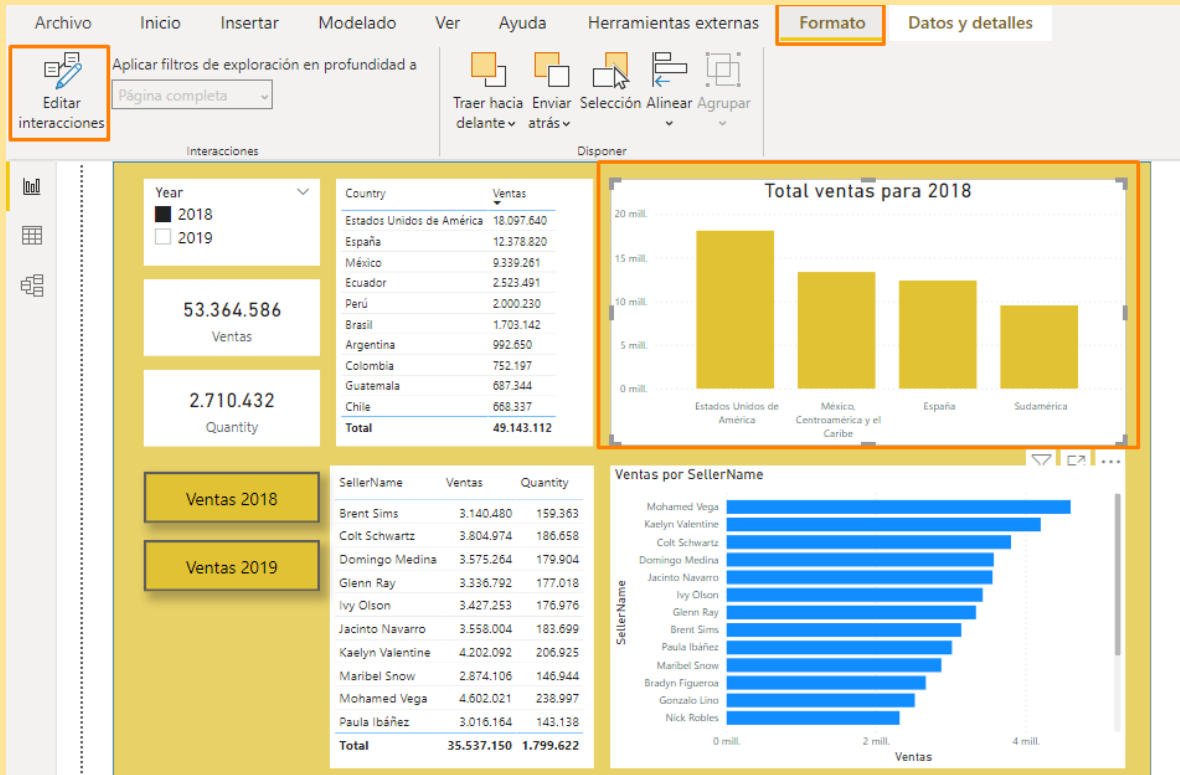 Archivo Inicio Insertar Modelado Ver Ayuda Herramientas externas Formato Datos y detalles
Editar interacciones
Aplicar filtros de exploración en profundidad a
Página completa
Interacciones
Traer hacia delante
Enviar atrás
Selección
Alinear
Agrupar
Disponer
Year
2018
2019
53.364.586
Ventas
2.710.432
Quantity
Country Ventas
Estados Unidos de América 18.097.640
España 12.378.820
México 9.339.261
Ecuador 2.523.491
Perú 2.000.230
Brasil 1.703.142
Argentina 992.650
Colombia 752.197
Guatemala 687.344
Chile 668.337
Total 49.143.112
Total ventas para 2018
20 mill.
15 mill.
10 mill.
5 mill.
0 mill.
Estados Unidos de América
México, Centroamérica y el Caribe
España
Sudamérica
Ventas 2018
Ventas 2019
SellerName Ventas Quantity
Brent Sims 3.140.480 159.363
Colt Schwartz 3.804.974 186.658
Domingo Medina 3.575.264 179.904
Glenn Ray 3.336.792 177.018
Ivy Olson 3.427.253 176.976
Jacinto Navarro 3.558.004 183.699
Kaelyn Valentine 4.202.092 206.925
Maribel Snow 2.874.106 146.944
Mohamed Vega 4.602.021 238.997
Paula Ibáñez 3.016.164 143.138
Total 35.537.150 1.799.622
Ventas por SellerName
SellerName
Mohamed Vega
Kaelyn Valentine
Colt Schwartz
Domingo Medina
Jacinto Navarro
Ivy Olson
Glenn Ray
Brent Sims
Paula Ibáñez
Maribel Snow
Bradyn Figueroa
Gonzalo Lino
Nick Robles
0 mill. 2 mill. 4 mill.
Ventas